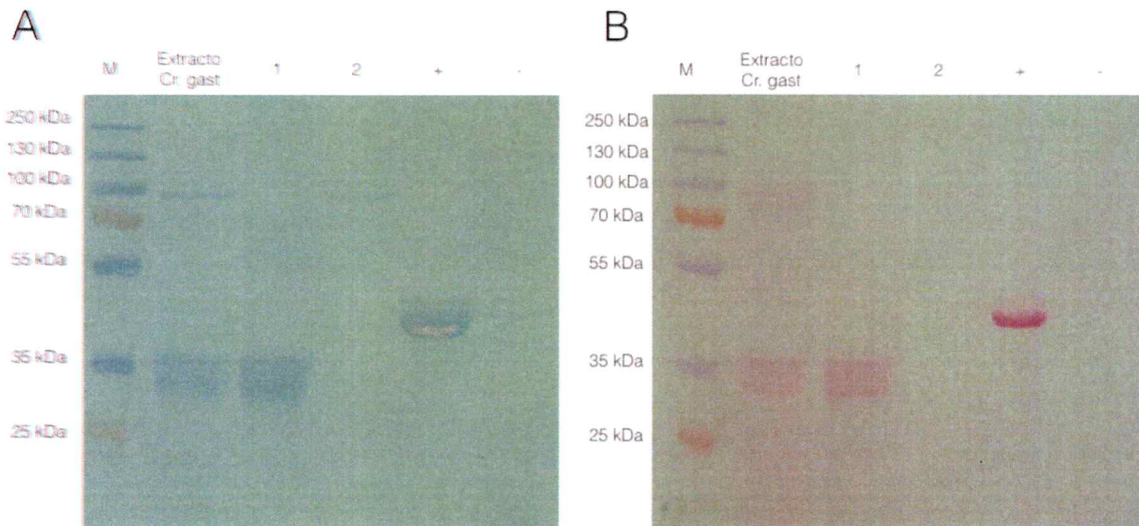 A
M
Extracto
Cr. gast
1
2
+
-
250 kDa
130 kDa
100 kDa
70 kDa
55 kDa
35 kDa
25 kDa
B
M
Extracto
Cr. gast
1
2
+
-
250 kDa
130 kDa
100 kDa
70 kDa
55 kDa
35 kDa
25 kDa